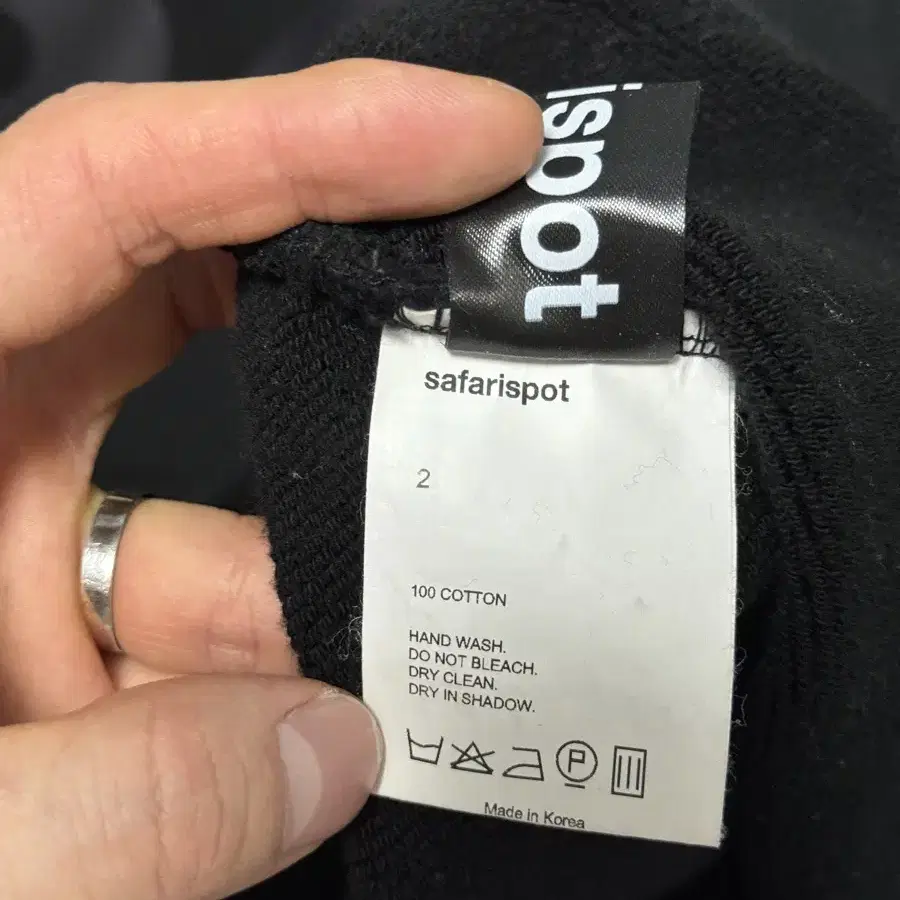 ispot
safarispot
2
100 COTTON
HAND WASH.
DO NOT BLEACH.
DRY CLEAN.
DRY IN SHADOW.
P
Made in Korea